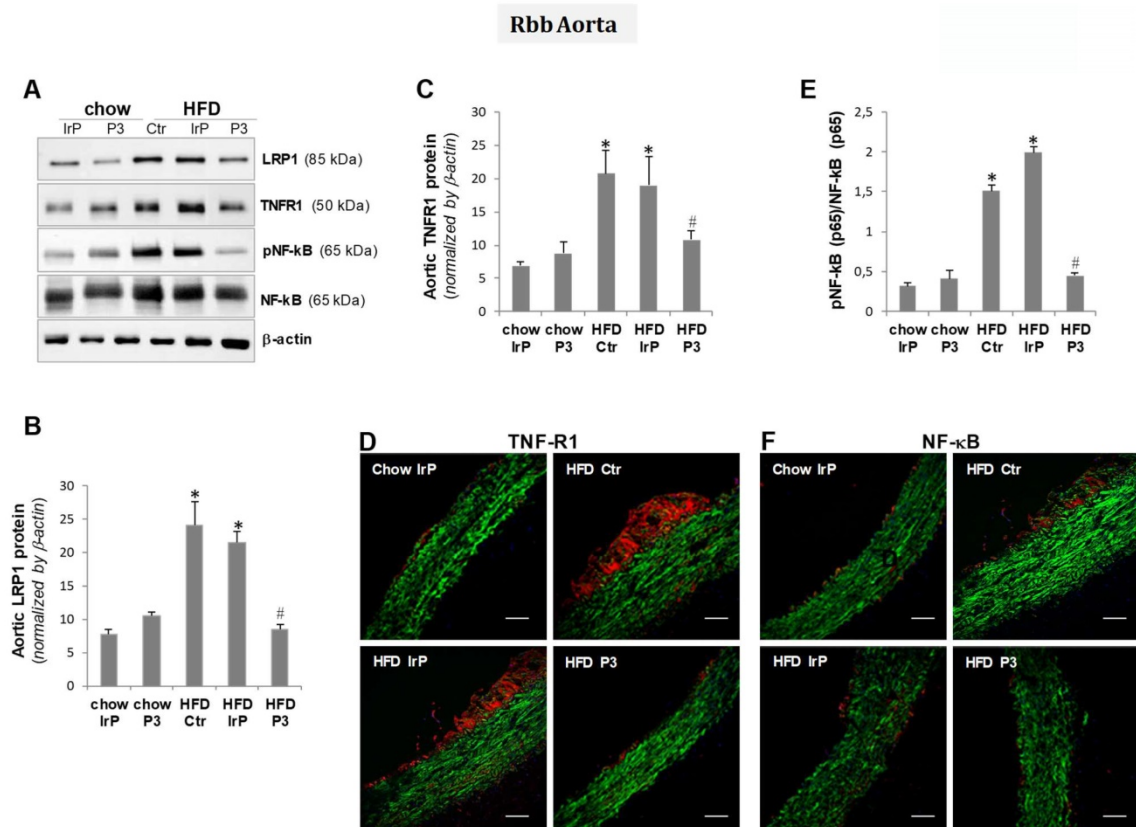 Rbb Aorta
A
chow HFD
IrP P3 Ctr IrP P3
LRP1 (85 kDa)
TNFR1 (50 kDa)
pNF-kB (65 kDa)
NF-kB (65 kDa)
β-actin
B
Aortic LRP1 protein
(normalized by β-actin)
30
25
20
15
10
5
0
* * #
chow chow HFD HFD HFD
IrP P3 Ctr IrP P3
C
Aortic TNFR1 protein
(normalized by β-actin)
30
25
20
15
10
5
0
* * #
chow chow HFD HFD HFD
IrP P3 Ctr IrP P3
D
TNF-R1
Chow IrP HFD Ctr
HFD IrP HFD P3
E
pNF-kB (p65)/NF-kB (p65)
2,5
2
1,5
1
0,5
0
* * #
chow chow HFD HFD HFD
IrP P3 Ctr IrP P3
F
NF-κB
Chow IrP HFD Ctr
D
HFD IrP HFD P3